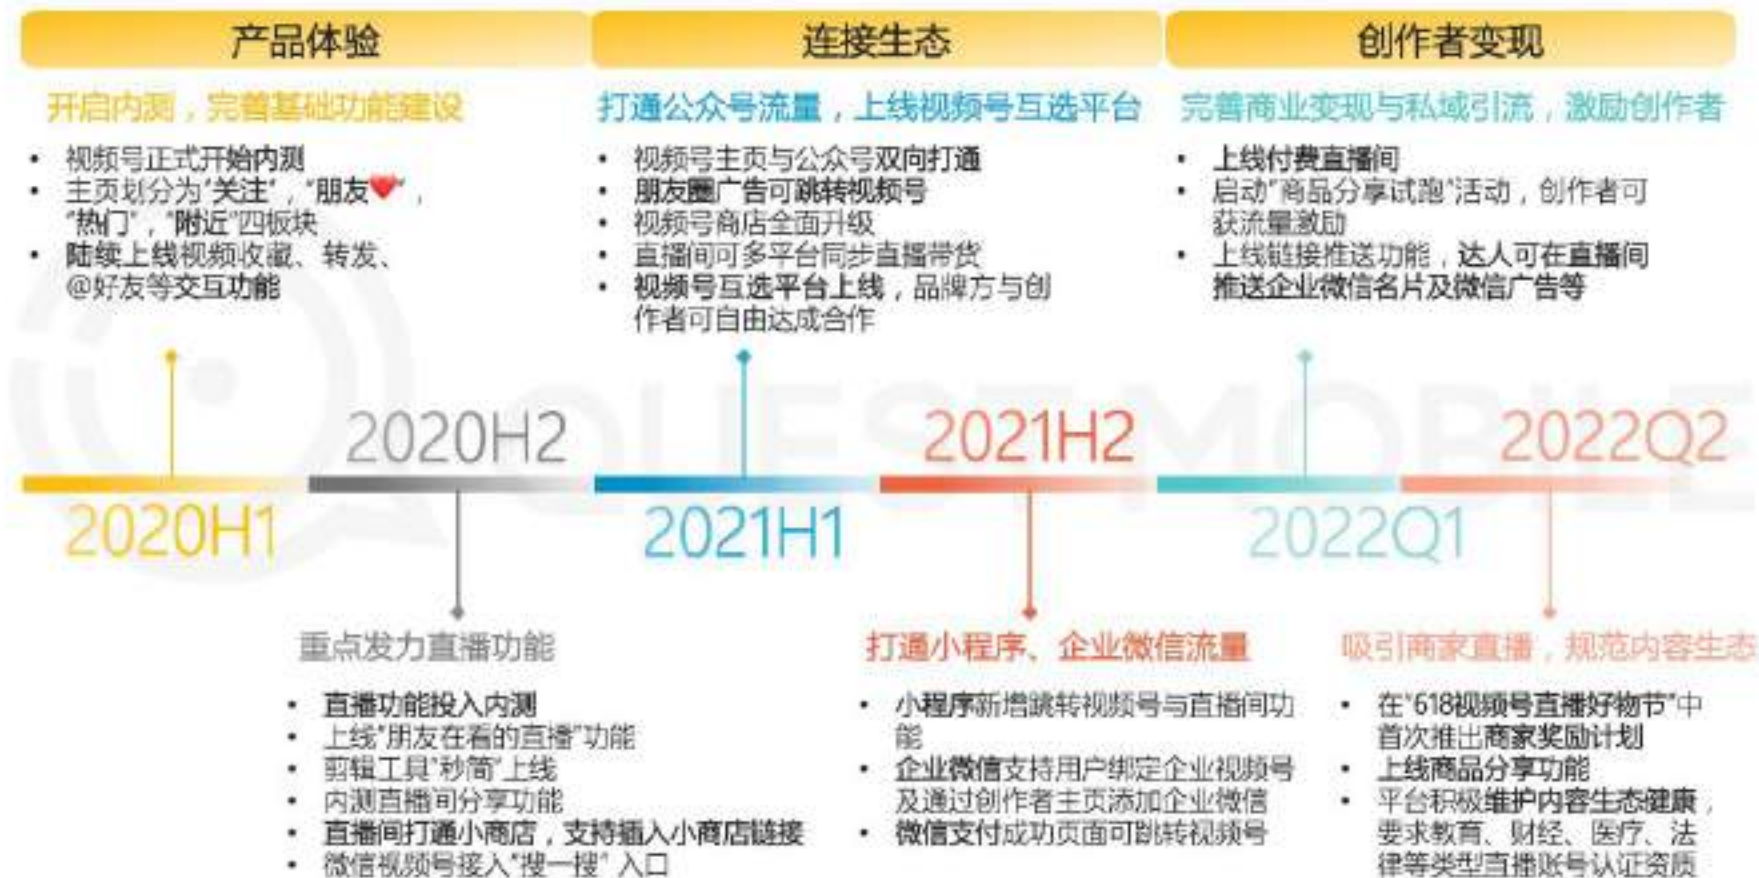 产品体验
连接生态
创作者变现
开启内测，完善基础功能建设
• 视频号正式开始内测
• 主页划分为"关注"，"朋友❤"，
"热门"，"附近"四板块
• 陆续上线视频收藏、转发、
@好友等交互功能
打通公众号流量，上线视频号互选平台
• 视频号主页与公众号双向打通
• 朋友圈广告可跳转视频号
• 视频号商店全面升级
• 直播间可多平台同步直播带货
• 视频号互选平台上线，品牌方与创
作者可自由达成合作
完善商业变现与私域引流，激励创作者
• 上线付费直播间
• 启动"商品分享试跑"活动，创作者可
获流量激励
• 上线链接推送功能，达人可在直播间
推送企业微信名片及微信广告等
QUESTMOBILE
2020H1
2020H2
2021H1
2021H2
2022Q1
2022Q2
重点发力直播功能
• 直播功能投入内测
• 上线"朋友在看的直播"功能
• 剪辑工具"秒简"上线
• 内测直播间分享功能
• 直播间打通小商店，支持插入小商店链接
• 微信视频号接入"搜一搜" 入口
打通小程序、企业微信流量
• 小程序新增跳转视频号与直播间功
能
• 企业微信支持用户绑定企业视频号
及通过创作者主页添加企业微信
• 微信支付成功页面可跳转视频号
吸引商家直播，规范内容生态
• 在"618视频号直播好物节"中
首次推出商家奖励计划
• 上线商品分享功能
• 平台积极维护内容生态健康，
要求教育、财经、医疗、法
律等类型直播账号认证资质